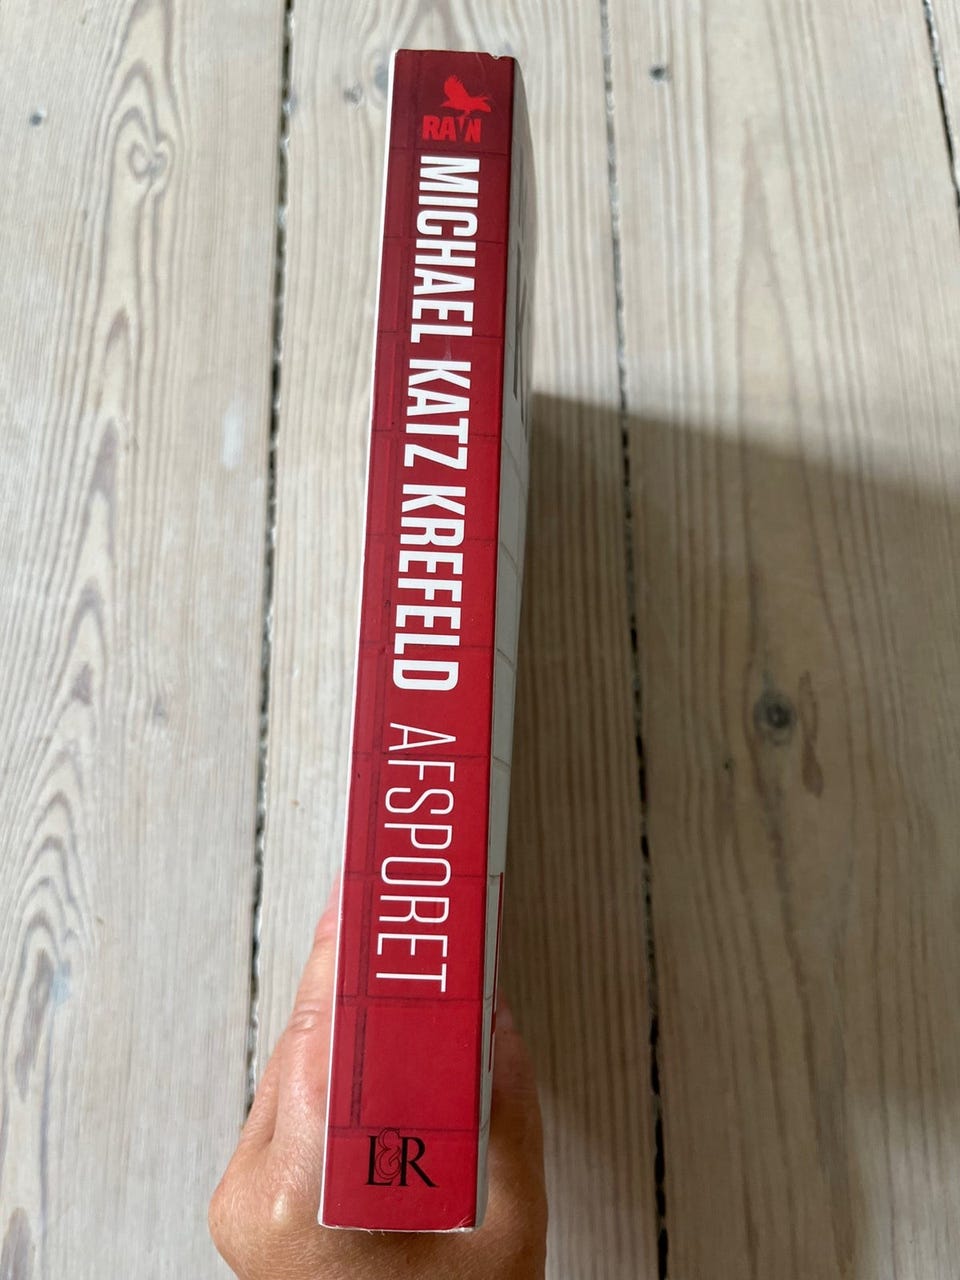 RAVN
MICHAEL KATZ KREFELD AFSPORET
L&R